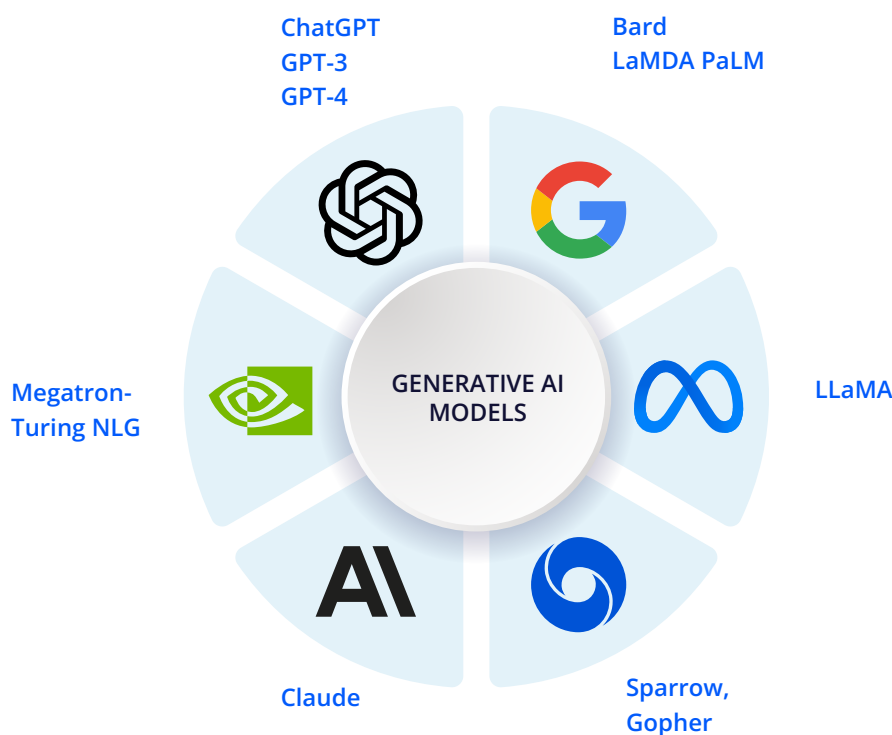 ChatGPT
GPT-3
GPT-4
Bard
LaMDA PaLM
GENERATIVE AI
MODELS
Megatron-
Turing NLG
LLaMA
Claude
Sparrow,
Gopher